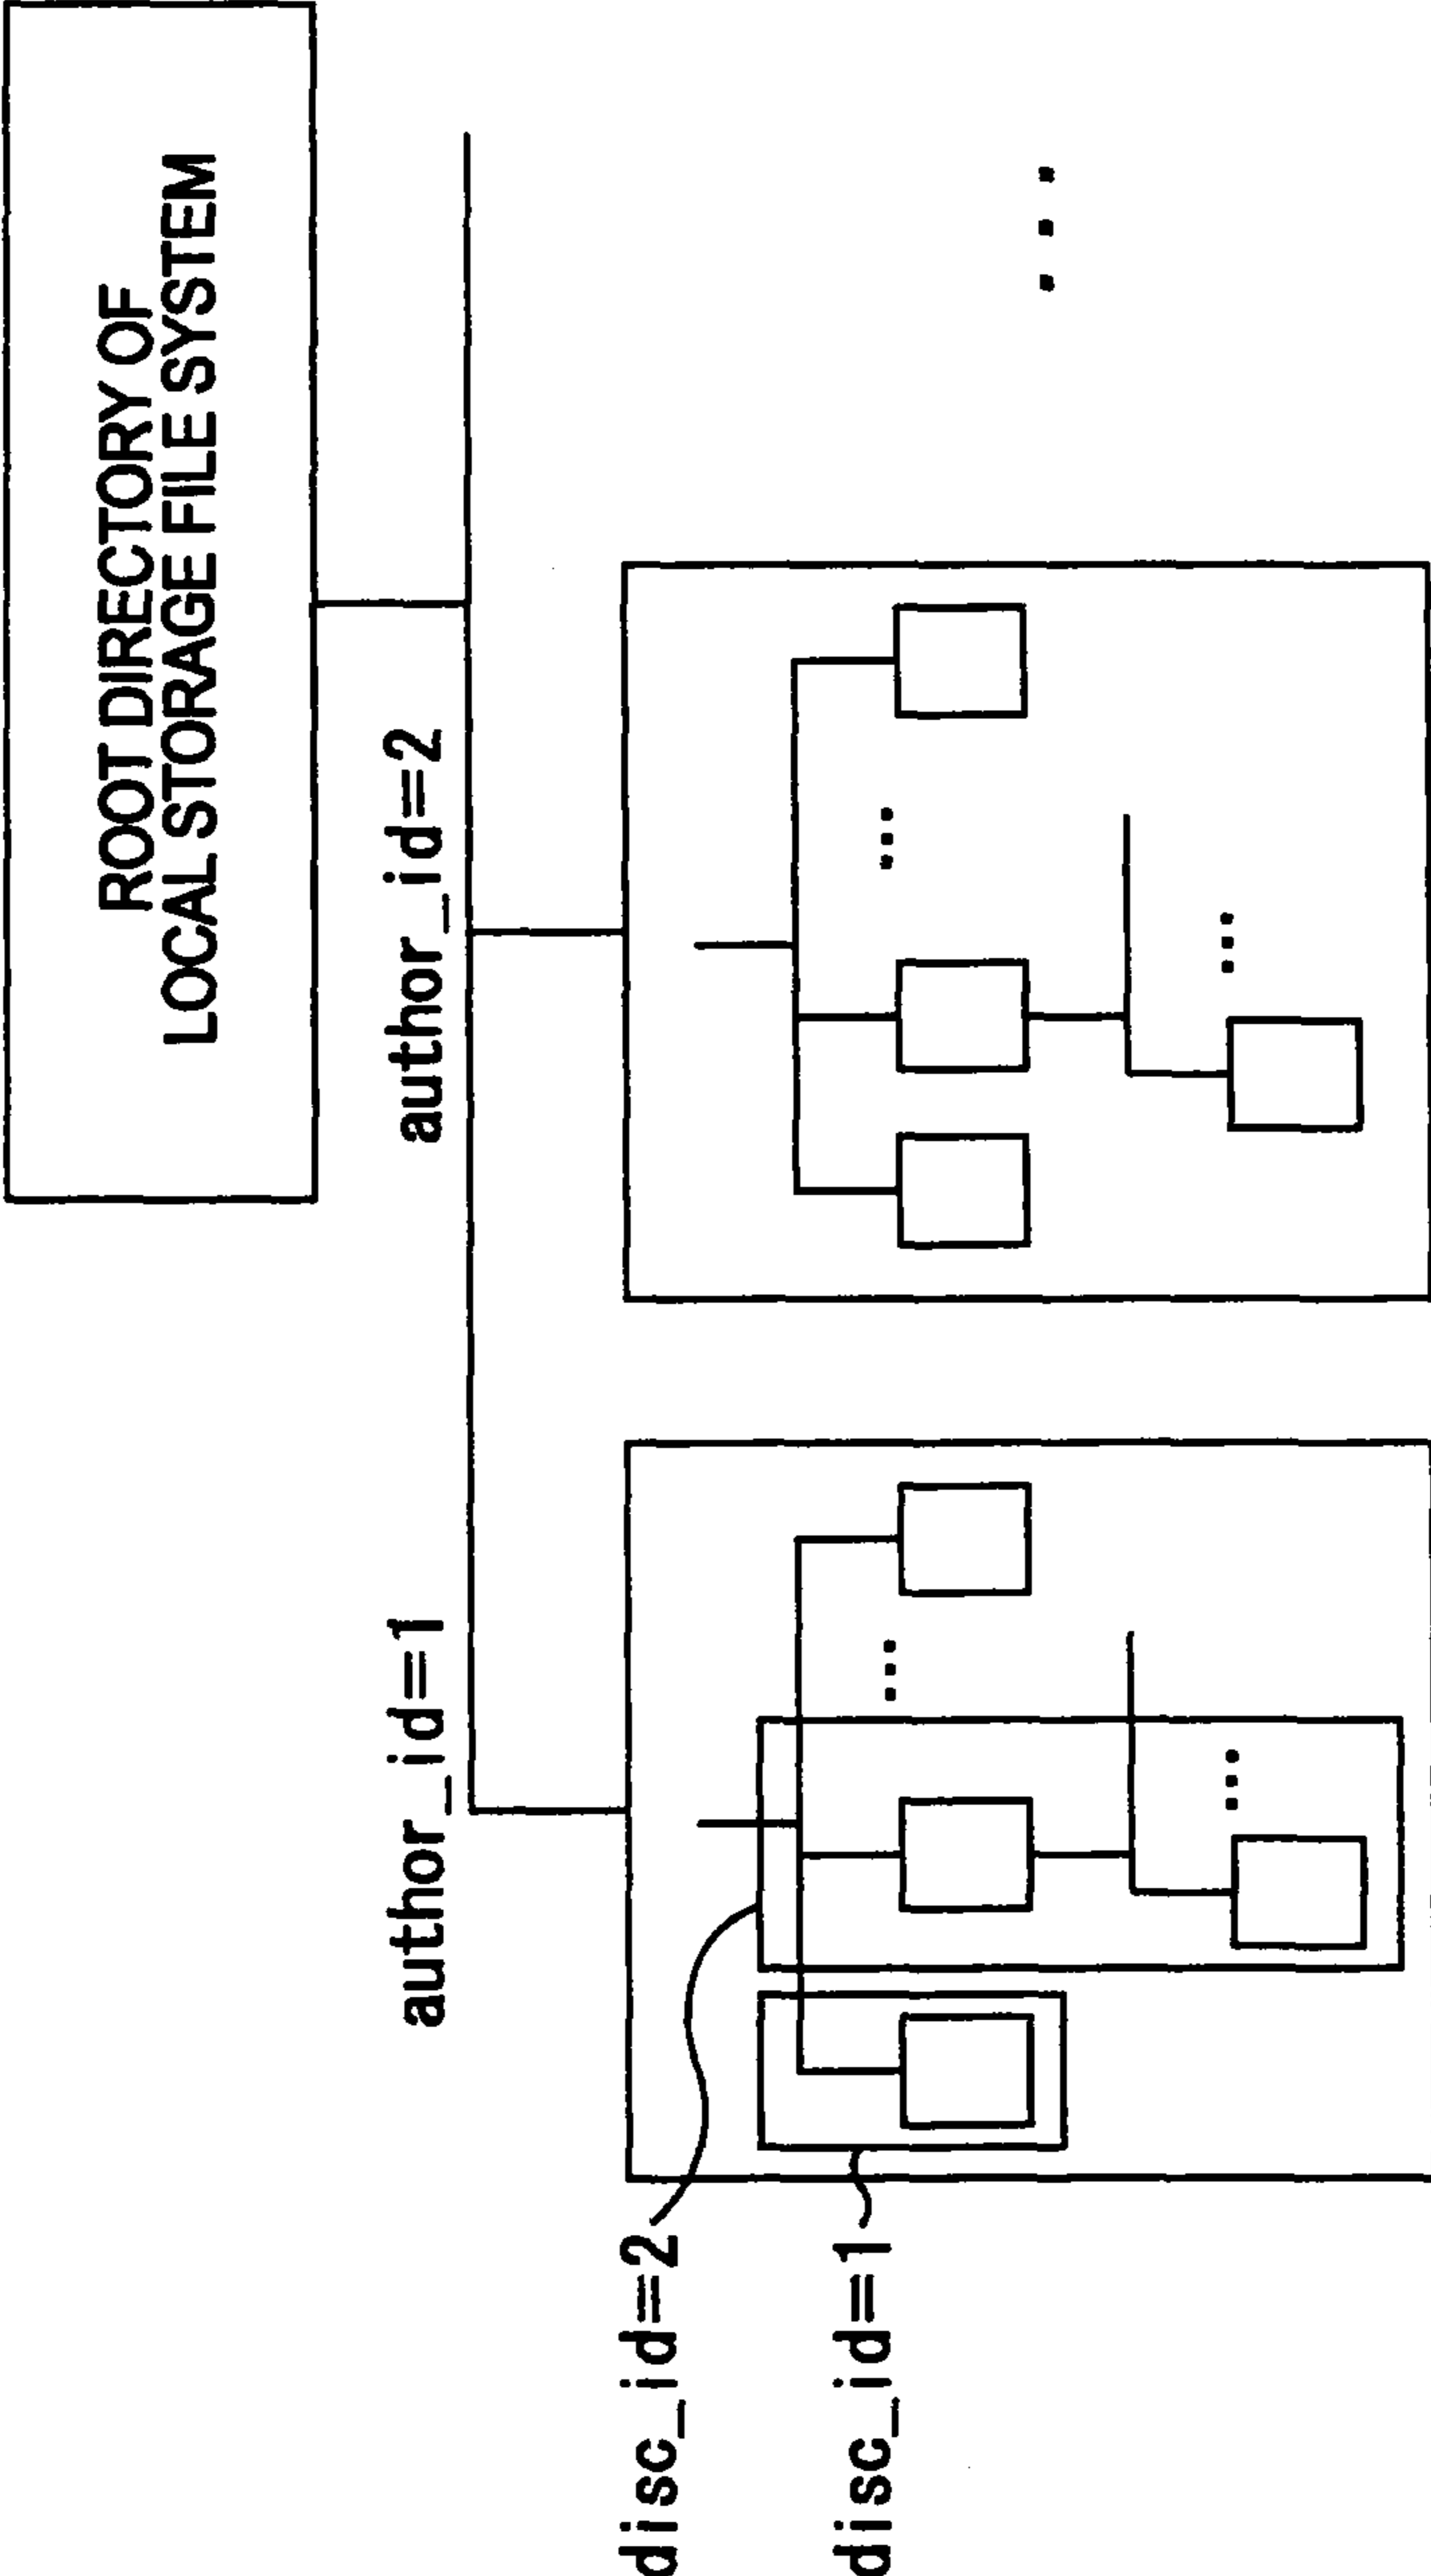 ROOT DIRECTORY OF
LOCAL STORAGE FILE SYSTEM
author_id=1
author_id=2
disc_id=2
disc_id=1